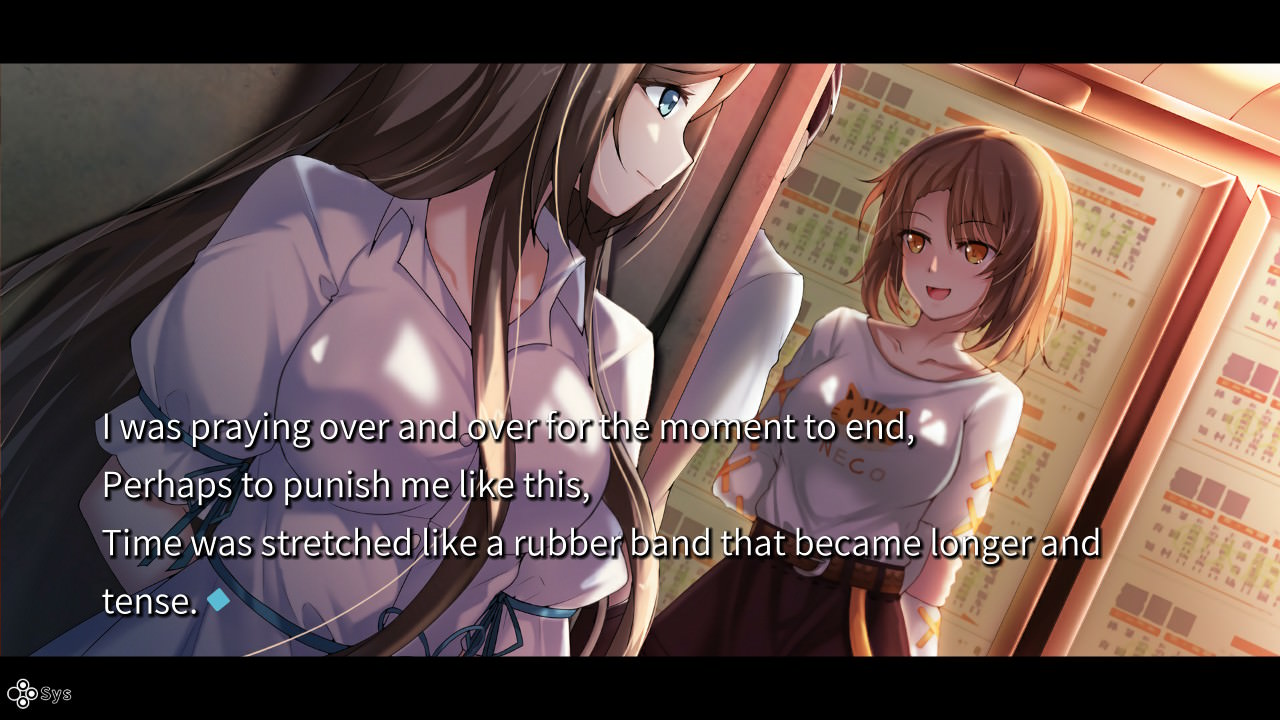 NECO
I was praying over and over for the moment to end,
Perhaps to punish me like this,
Time was stretched like a rubber band that became longer and
tense.
Sys